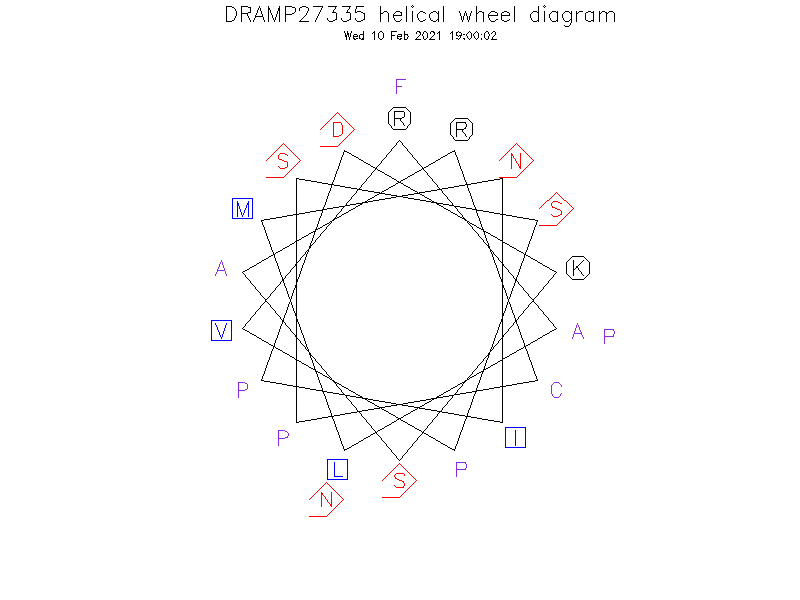 DRAMP27335 helical wheel diagram
Wed 10 Feb 2021 19:00:02
F
R
D R
S N
M S
A K
V A P
P C
P I
L S P
N